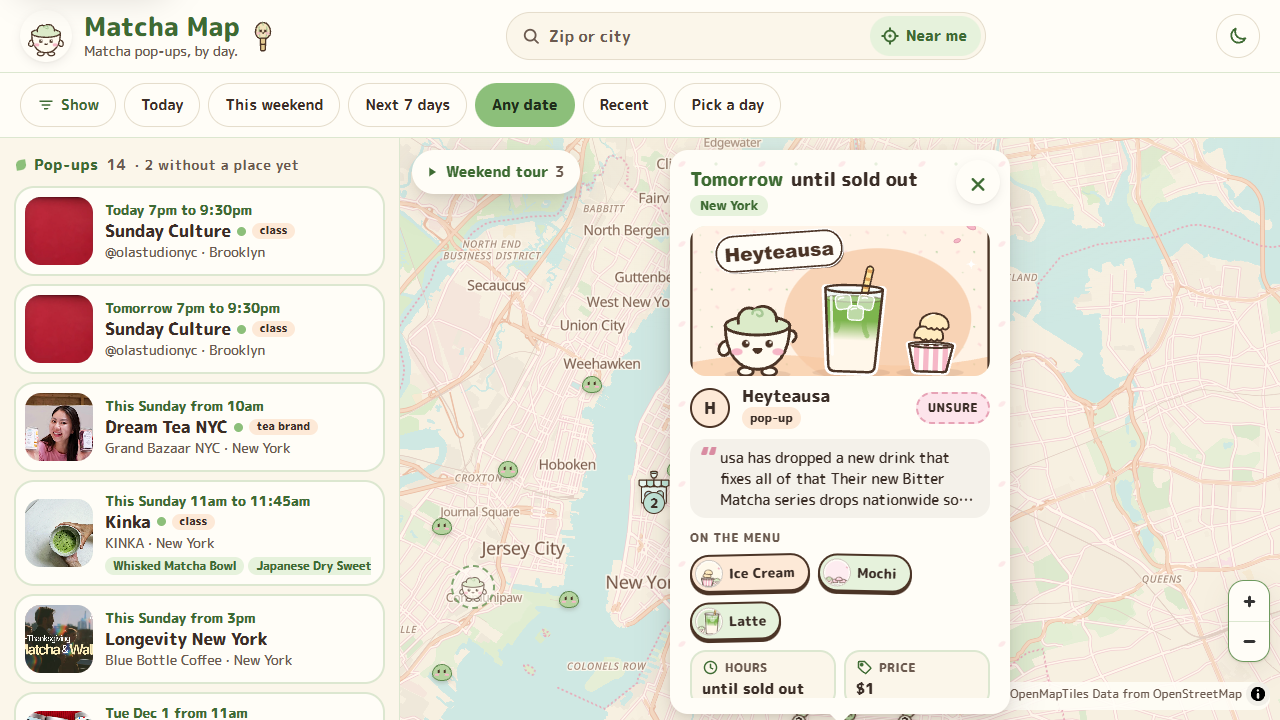 Matcha Map
Matcha pop-ups, by day.
Zip or city
Near me
Show
Today
This weekend
Next 7 days
Any date
Recent
Pick a day
Pop-ups 14 · 2 without a place yet
Today 7pm to 9:30pm
Sunday Culture
class
@olastudionyc · Brooklyn
Tomorrow 7pm to 9:30pm
Sunday Culture
class
@olastudionyc · Brooklyn
This Sunday from 10am
Dream Tea NYC
tea brand
Grand Bazaar NYC · New York
This Sunday 11am to 11:45am
Kinka
class
KINKA · New York
Whisked Matcha Bowl
Japanese Dry Sweet
This Sunday from 3pm
Longevity New York
Blue Bottle Coffee · New York
Tue Dec 1 from 11am
Weekend tour 3
Edgewater
BABBITT
North Bergen
NORTH END
BUSINESS DISTRICT
Secaucus
West New Yo
Union City
Weehawken
Hoboken
CROXTON
Journal Square
Jersey City
New Yor
COLONELS ROW
QUEENS
2
Tomorrow until sold out
New York
Heyteausa
H
Heyteausa
pop-up
UNSURE
usa has dropped a new drink that
fixes all of that Their new Bitter
Matcha series drops nationwide so…
ON THE MENU
Ice Cream
Mochi
Latte
HOURS
until sold out
PRICE
$1
+
−
OpenMapTiles Data from OpenStreetMap